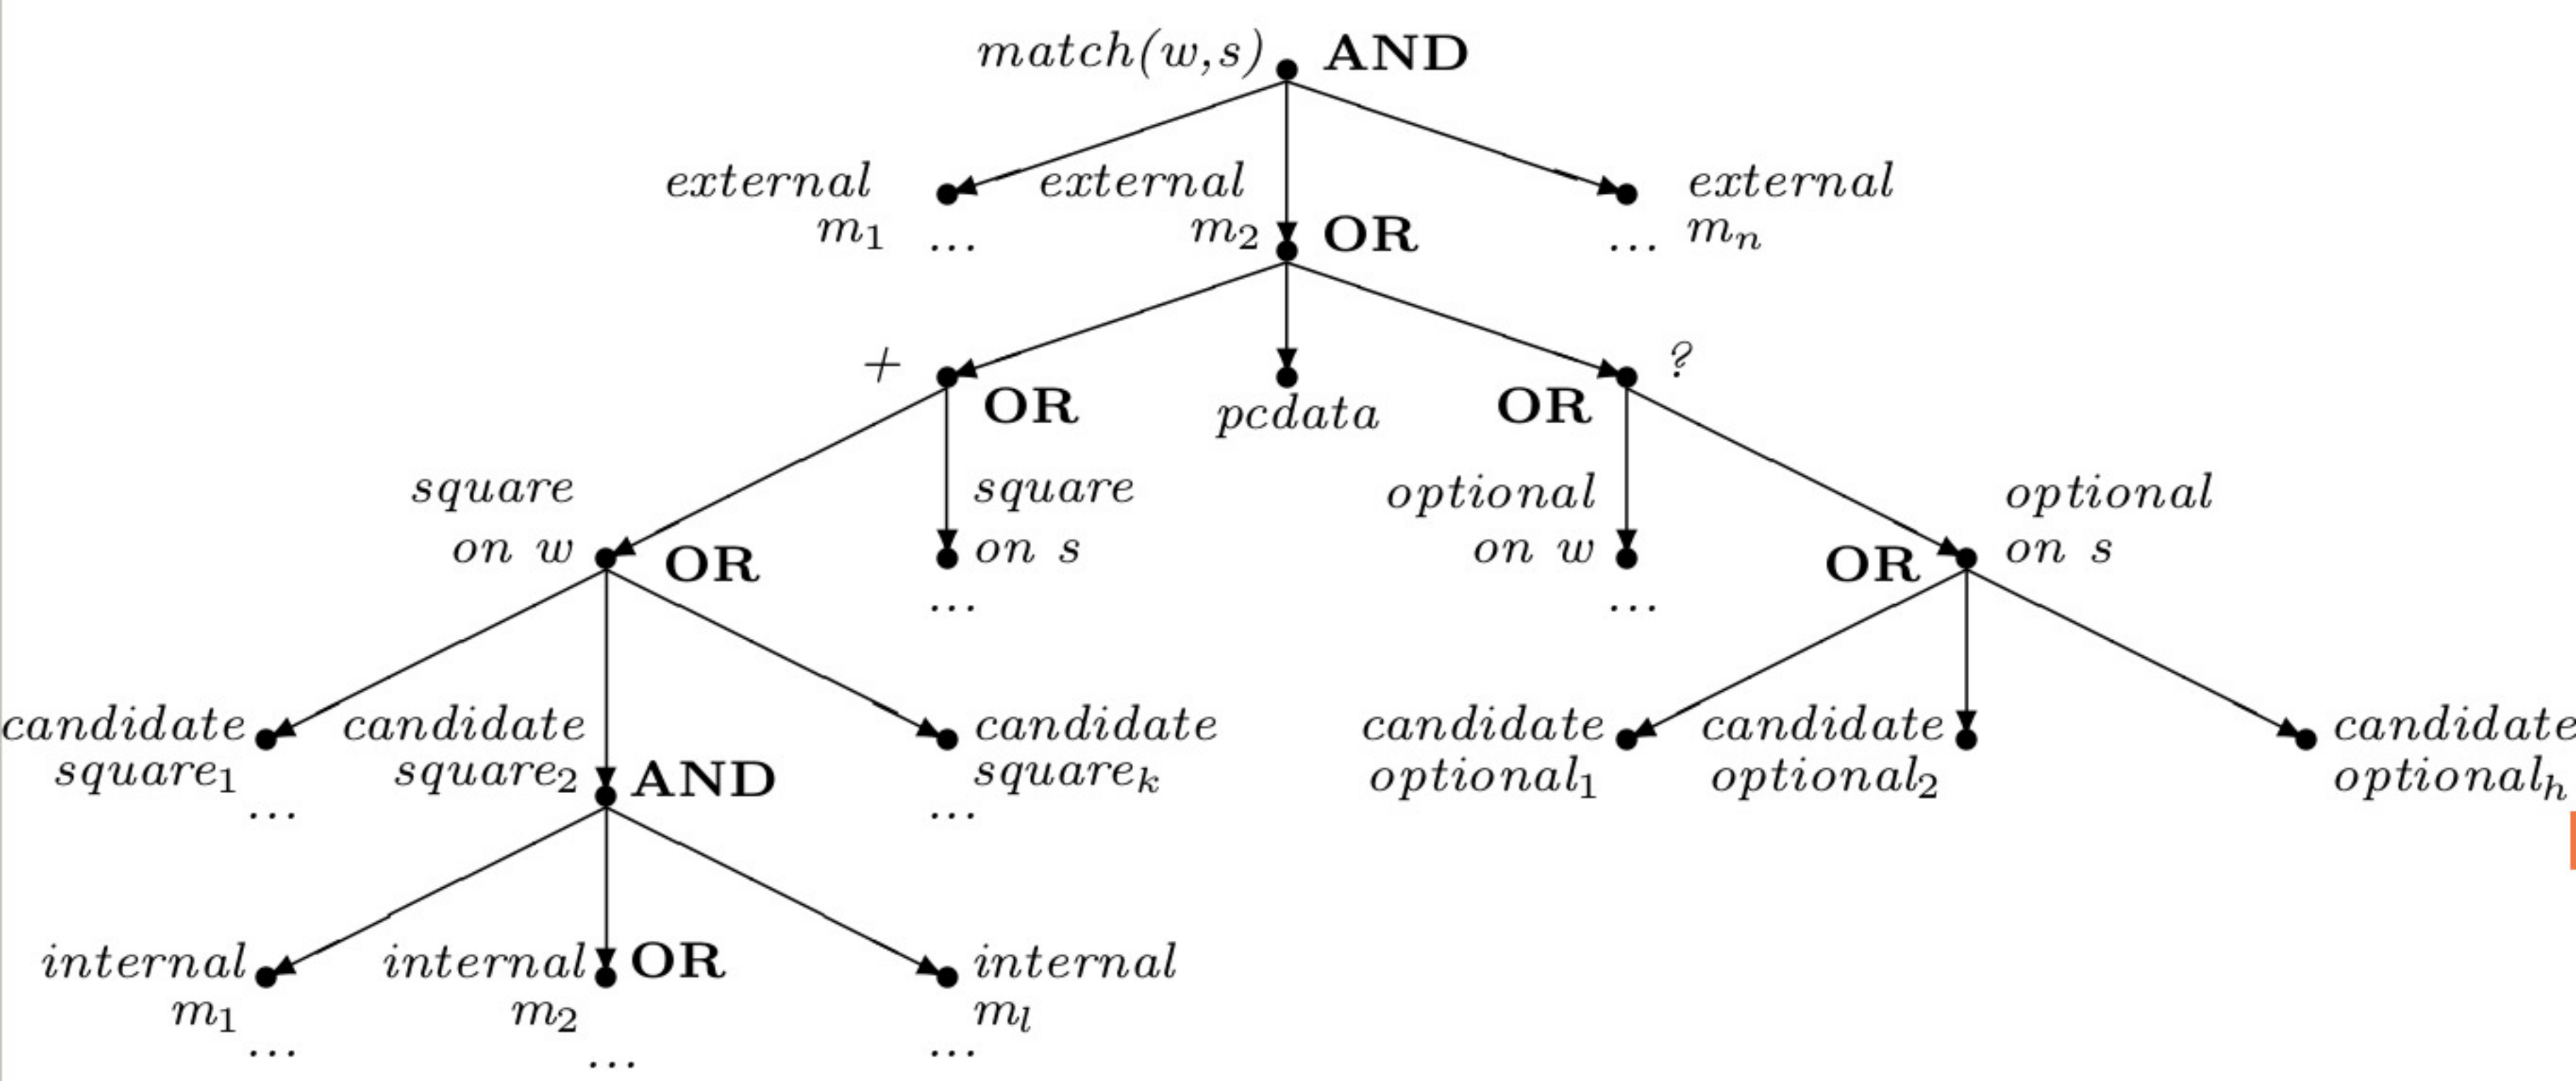 match(w,s) AND
external external external
m₁ ... m₂ OR ... mₙ
+ ?
OR pcdata OR
square square optional optional
on w OR on s on w OR on s
... ...
candidate candidate candidate candidate candidate candidate
square₁ square₂ AND squareₖ optional₁ optional₂ optionalₕ
... ...
internal internal OR internal
m₁ m₂ mₗ
... ... ...